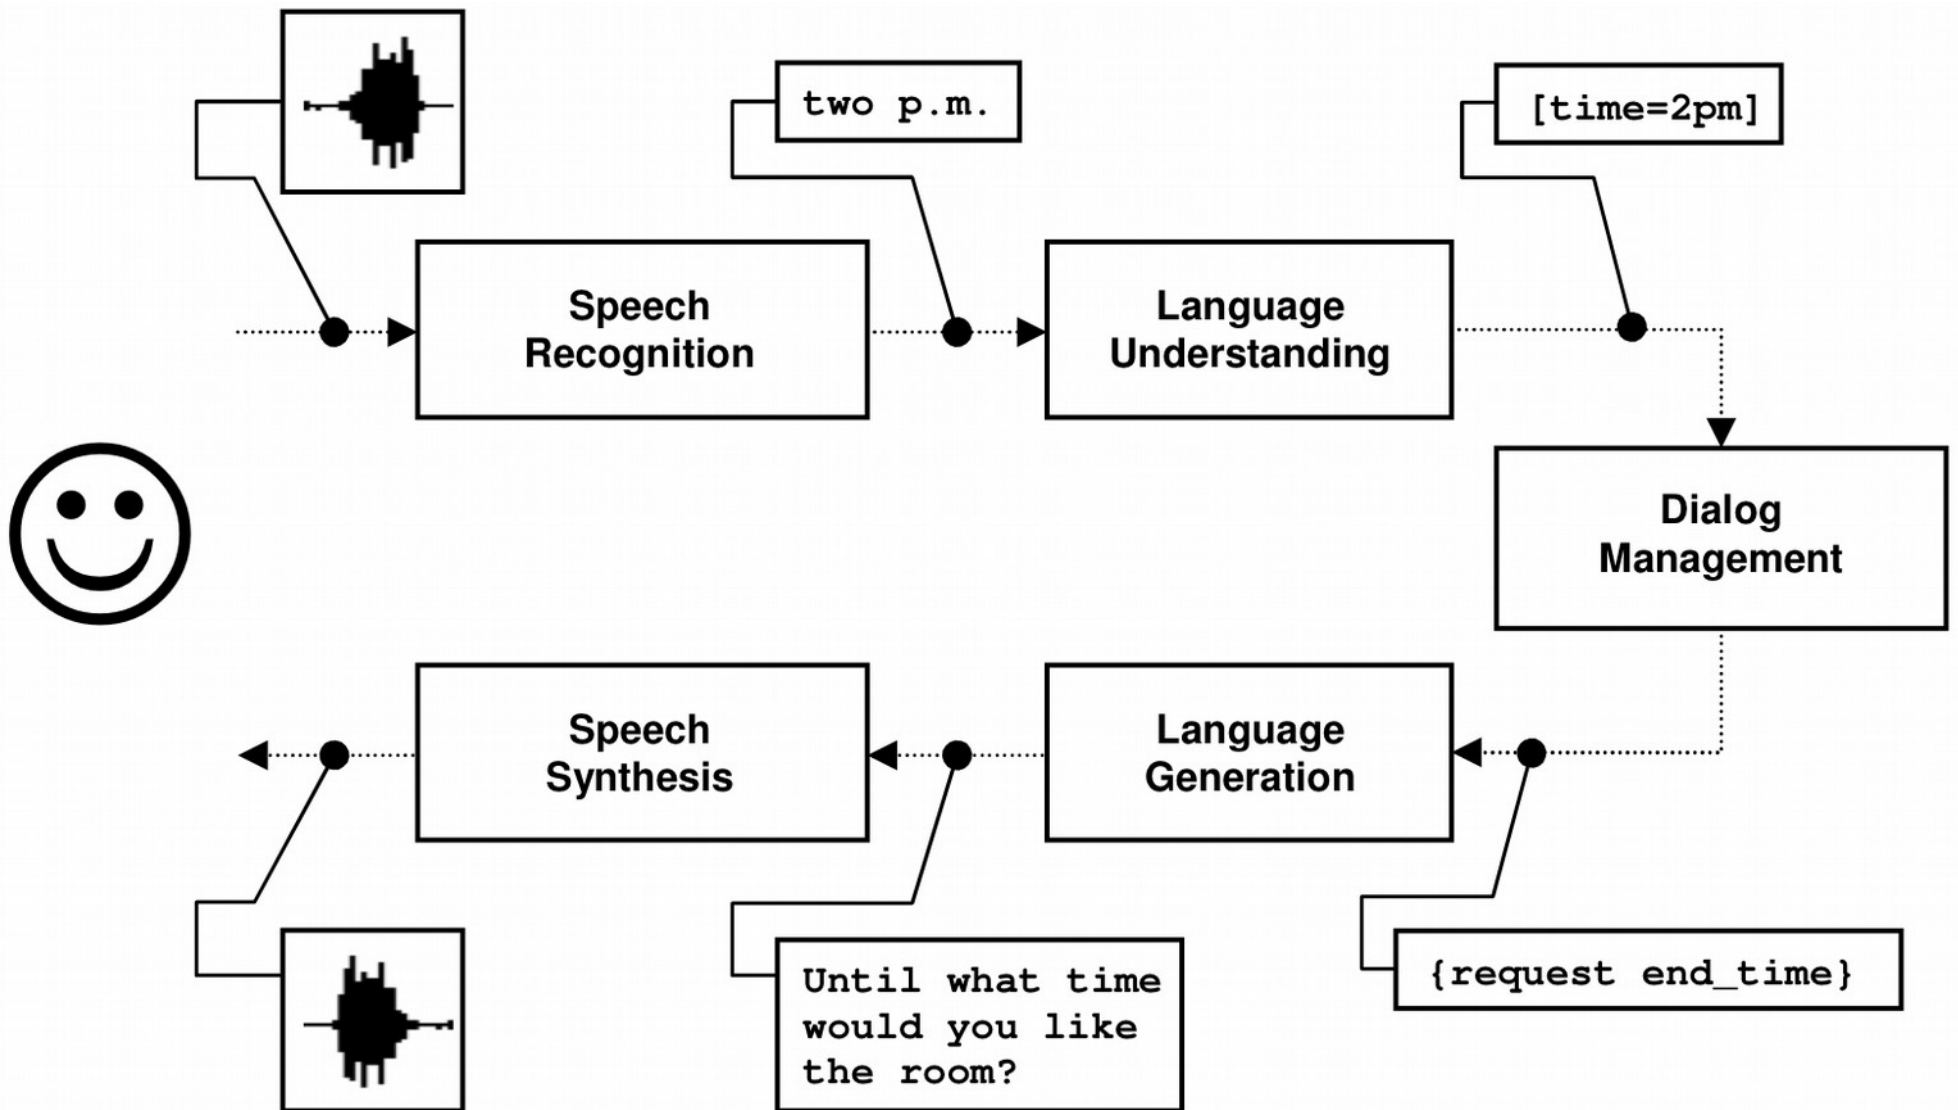 two p.m.
[time=2pm]
Speech
Recognition
Language
Understanding
Dialog
Management
Speech
Synthesis
Language
Generation
{request end_time}
Until what time
would you like
the room?